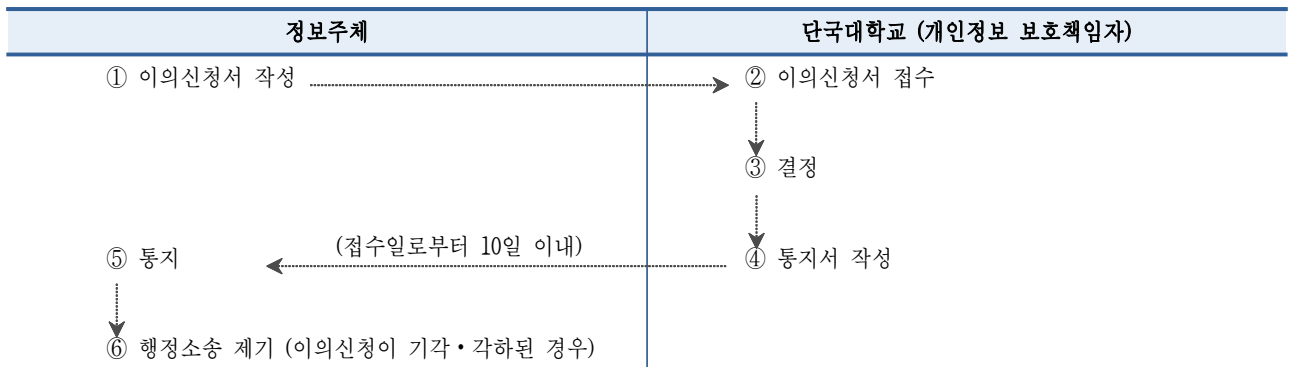 정보주체
단국대학교 (개인정보 보호책임자)
① 이의신청서 작성
② 이의신청서 접수
③ 결정
(접수일로부터 10일 이내)
⑤ 통지
④ 통지서 작성
⑥ 행정소송 제기 (이의신청이 기각·각하된 경우)